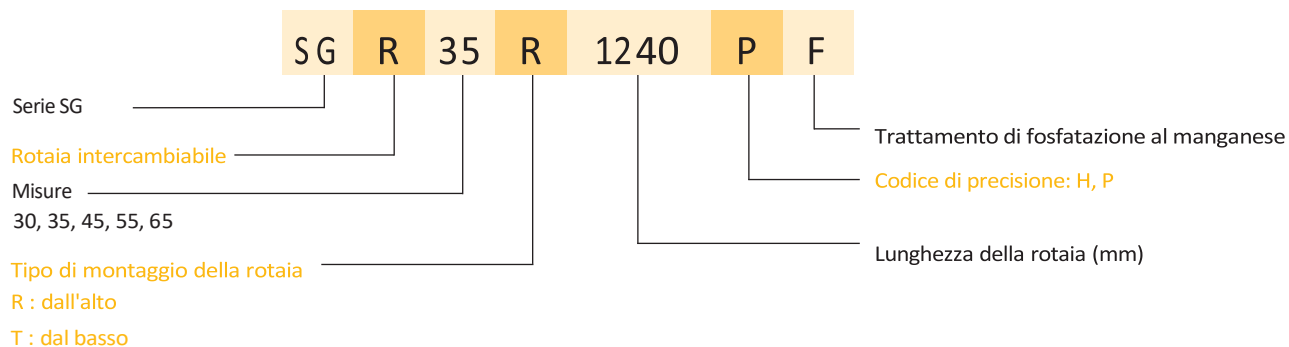 SG R 35 R 1240 P F
Serie SG
Rotaia intercambiabile
Misure
30, 35, 45, 55, 65
Tipo di montaggio della rotaia
R : dall'alto
T : dal basso
Trattamento di fosfatazione al manganese
Codice di precisione: H, P
Lunghezza della rotaia (mm)